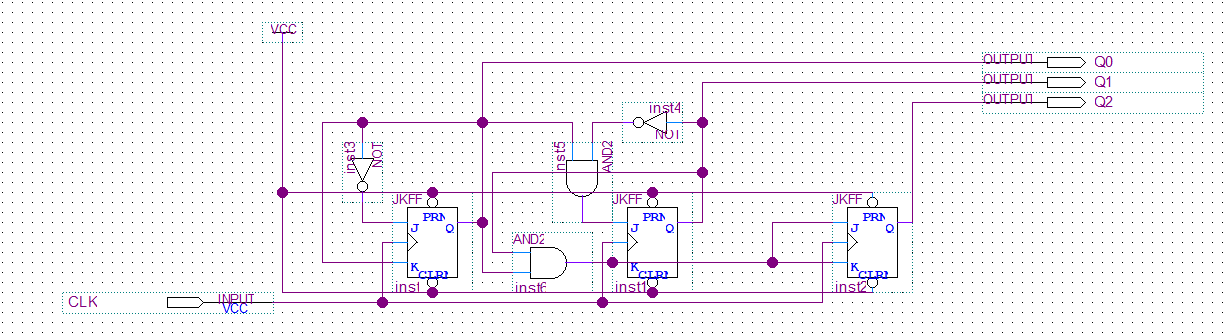 VCC
OUTPUT Q0
OUTPUT Q1
OUTPUT Q2
inst4
NOT
inst3
NOT
inst5
AND2
JKFF
PRN
J
Q
K
CLRN
inst
AND2
inst6
JKFF
PRN
J
Q
K
CLRN
inst1
JKFF
PRN
J
Q
K
CLRN
inst2
CLK
INPUT
VCC